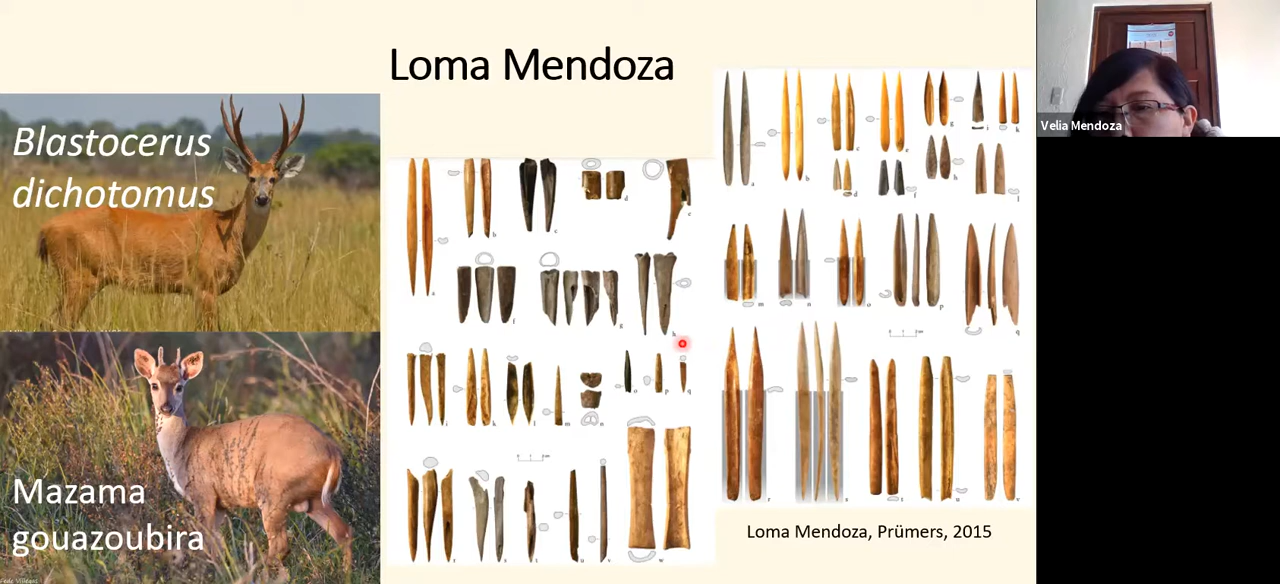 Loma Mendoza
Blastocerus
dichotomus
Mazama
gouazoubira
Loma Mendoza, Prümers, 2015
Velia Mendoza